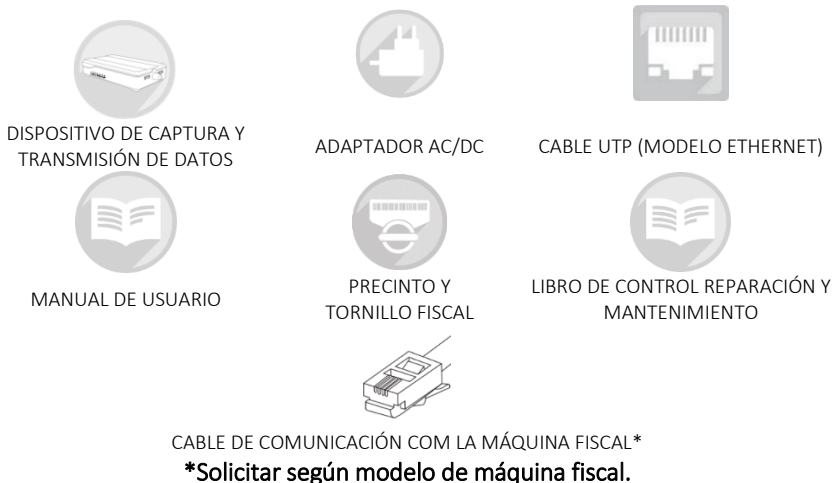 DISPOSITIVO DE CAPTURA Y
TRANSMISIÓN DE DATOS
ADAPTADOR AC/DC
CABLE UTP (MODELO ETHERNET)
MANUAL DE USUARIO
PRECINTO Y
TORNILLO FISCAL
LIBRO DE CONTROL REPARACIÓN Y
MANTENIMIENTO
CABLE DE COMUNICACIÓN COM LA MÁQUINA FISCAL*
*Solicitar según modelo de máquina fiscal.